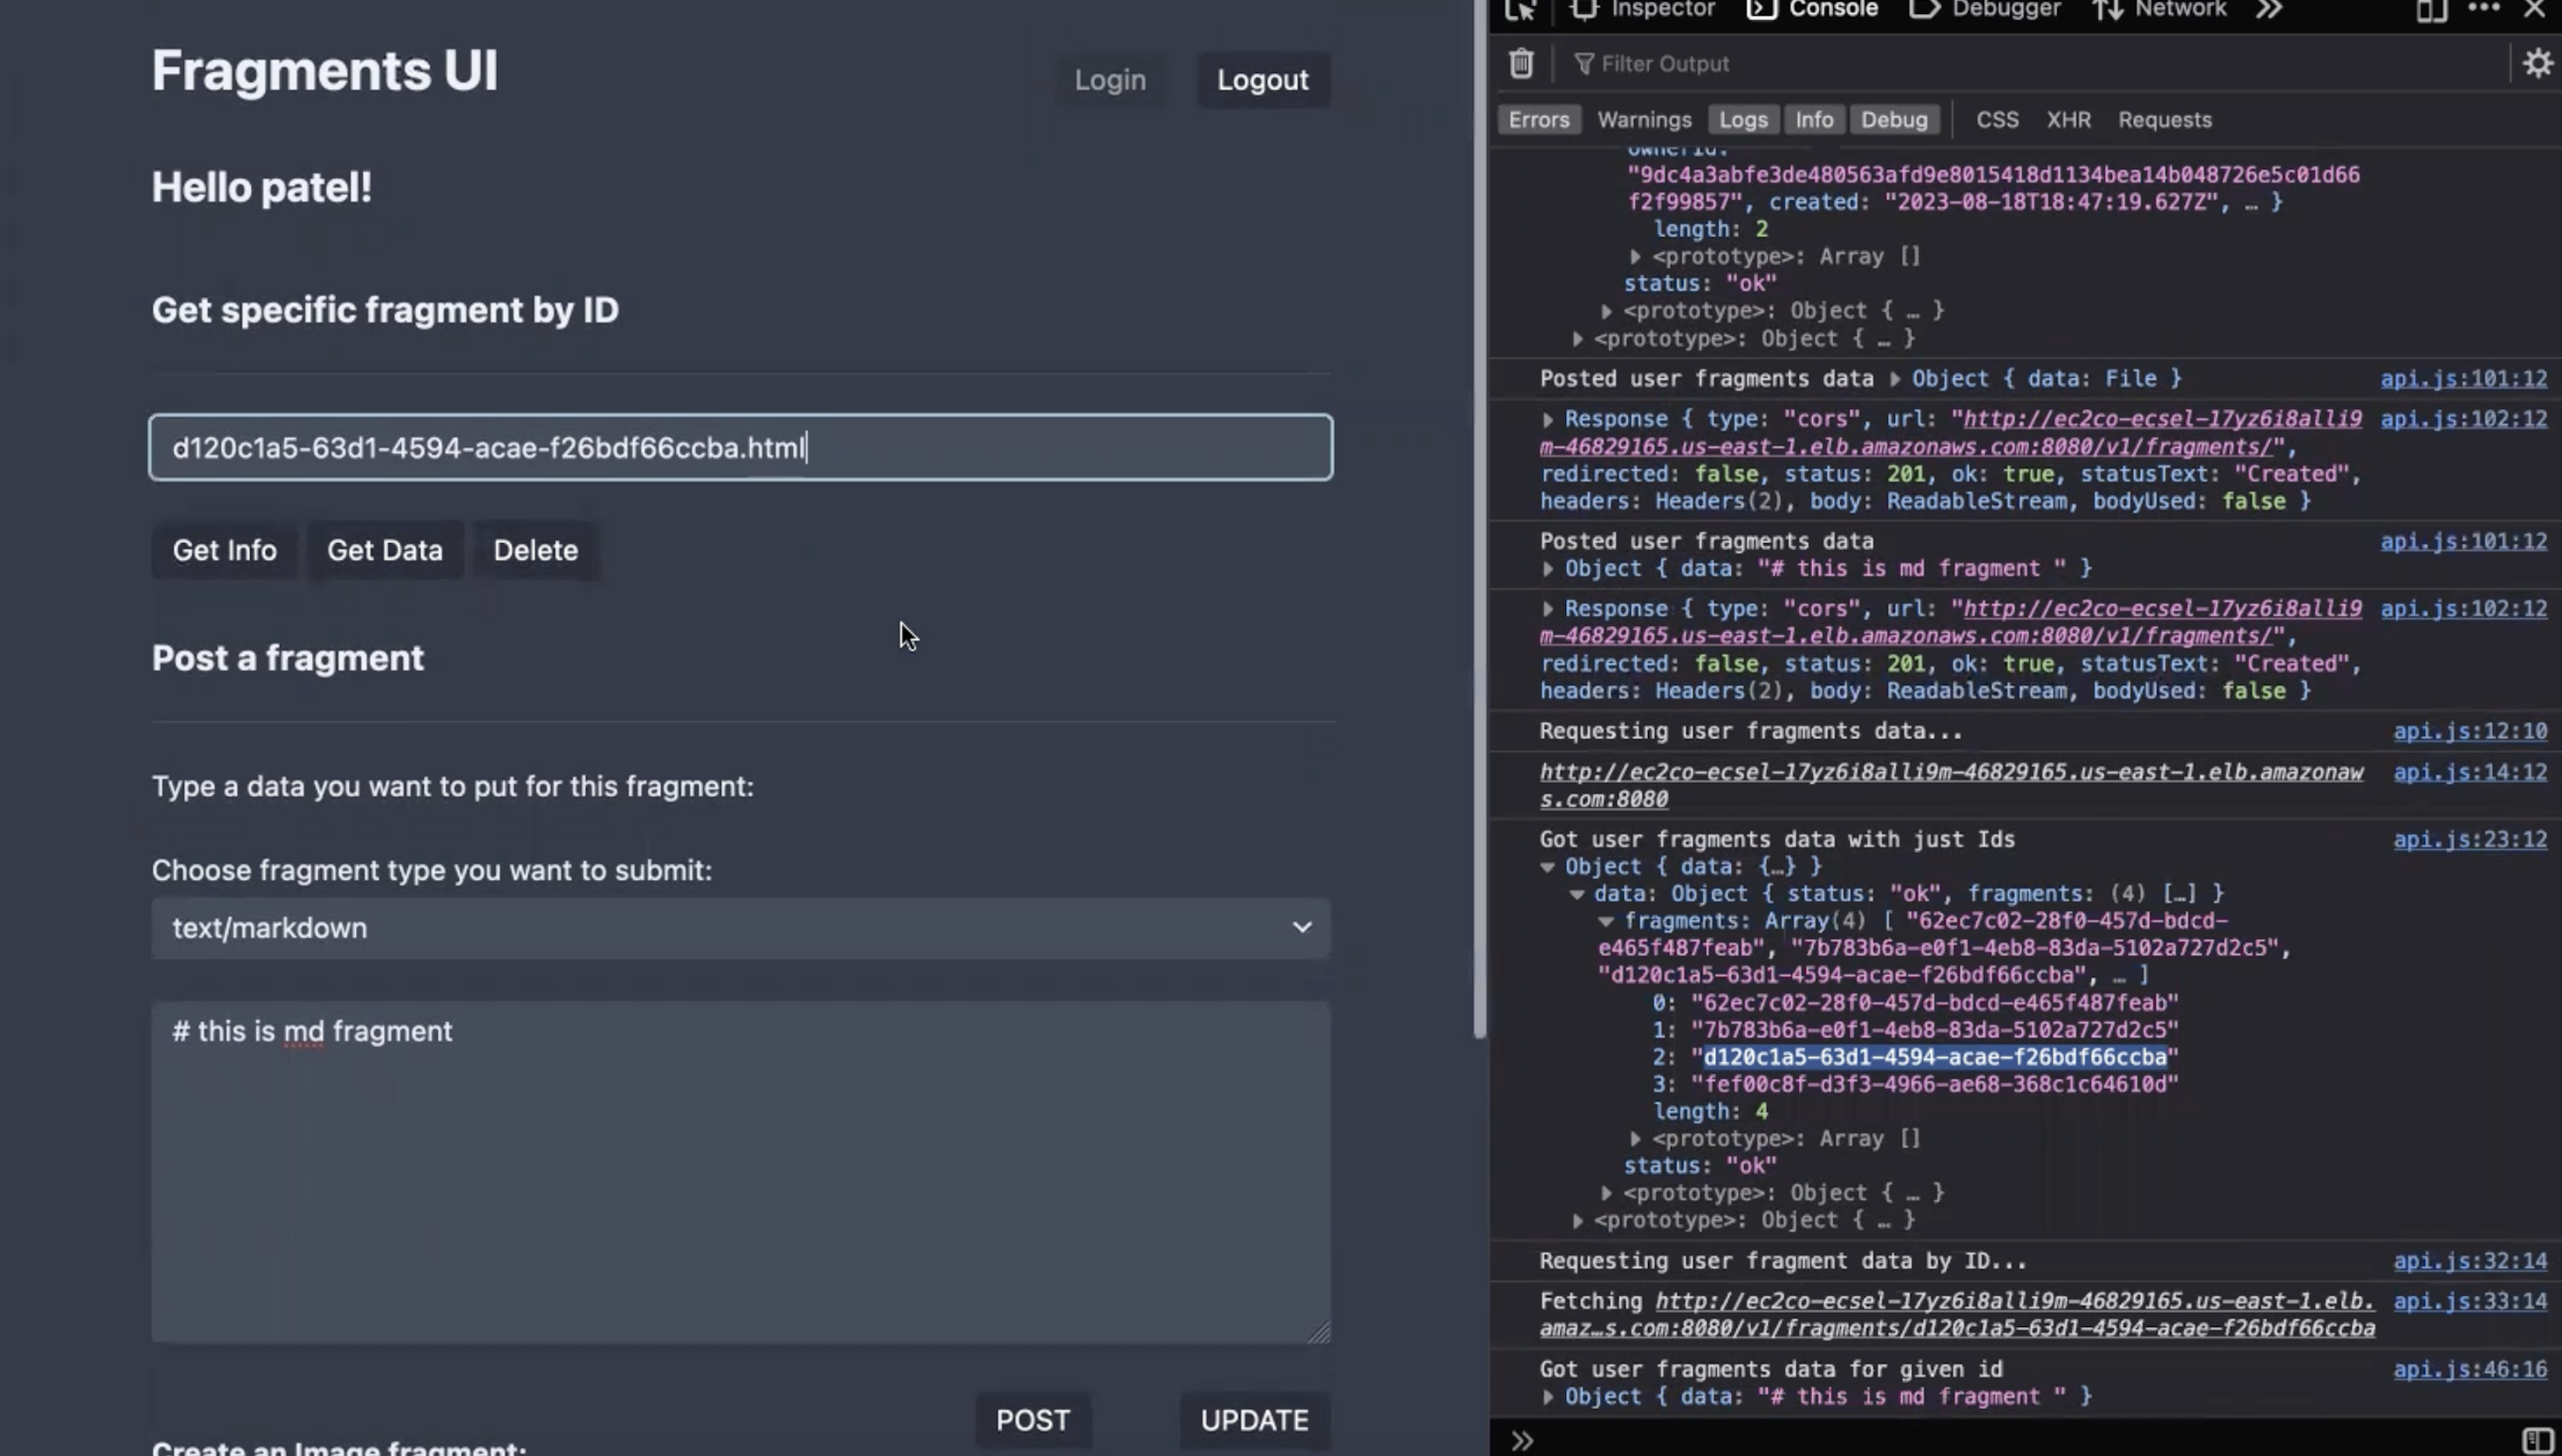 Fragments UI
Login
Logout
Hello patel!
Get specific fragment by ID
d120c1a5-63d1-4594-acae-f26bdf66ccba.html
Get Info
Get Data
Delete
Post a fragment
Type a data you want to put for this fragment:
Choose fragment type you want to submit:
text/markdown
# this is md fragment
POST
UPDATE
Create an Image fragment:
Inspector
Console
Debugger
Network
Filter Output
Errors
Warnings
Logs
Info
Debug
CSS
XHR
Requests
ownerId:
"9dc4a3abfe3de480563afd9e8015418d1134bea14b048726e5c01d66
f2f99857", created: "2023-08-18T18:47:19.627Z", … }
length: 2
<prototype>: Array []
status: "ok"
<prototype>: Object { … }
<prototype>: Object { … }
Posted user fragments data Object { data: File } api.js:101:12
Response { type: "cors", url: "http://ec2co-ecsel-17yz6i8alli9 api.js:102:12
m-46829165.us-east-1.elb.amazonaws.com:8080/v1/fragments/",
redirected: false, status: 201, ok: true, statusText: "Created",
headers: Headers(2), body: ReadableStream, bodyUsed: false }
Posted user fragments data api.js:101:12
Object { data: "# this is md fragment " }
Response { type: "cors", url: "http://ec2co-ecsel-17yz6i8alli9 api.js:102:12
m-46829165.us-east-1.elb.amazonaws.com:8080/v1/fragments/",
redirected: false, status: 201, ok: true, statusText: "Created",
headers: Headers(2), body: ReadableStream, bodyUsed: false }
Requesting user fragments data... api.js:12:10
http://ec2co-ecsel-17yz6i8alli9m-46829165.us-east-1.elb.amazonaw api.js:14:12
s.com:8080
Got user fragments data with just Ids api.js:23:12
Object { data: {…} }
data: Object { status: "ok", fragments: (4) […] }
fragments: Array(4) [ "62ec7c02-28f0-457d-bdcd-
e465f487feab", "7b783b6a-e0f1-4eb8-83da-5102a727d2c5",
"d120c1a5-63d1-4594-acae-f26bdf66ccba", … ]
0: "62ec7c02-28f0-457d-bdcd-e465f487feab"
1: "7b783b6a-e0f1-4eb8-83da-5102a727d2c5"
2: "d120c1a5-63d1-4594-acae-f26bdf66ccba"
3: "fef00c8f-d3f3-4966-ae68-368c1c64610d"
length: 4
<prototype>: Array []
status: "ok"
<prototype>: Object { … }
<prototype>: Object { … }
Requesting user fragment data by ID... api.js:32:14
Fetching http://ec2co-ecsel-17yz6i8alli9m-46829165.us-east-1.elb. api.js:33:14
amaz…s.com:8080/v1/fragments/d120c1a5-63d1-4594-acae-f26bdf66ccba
Got user fragments data for given id api.js:46:16
Object { data: "# this is md fragment " }